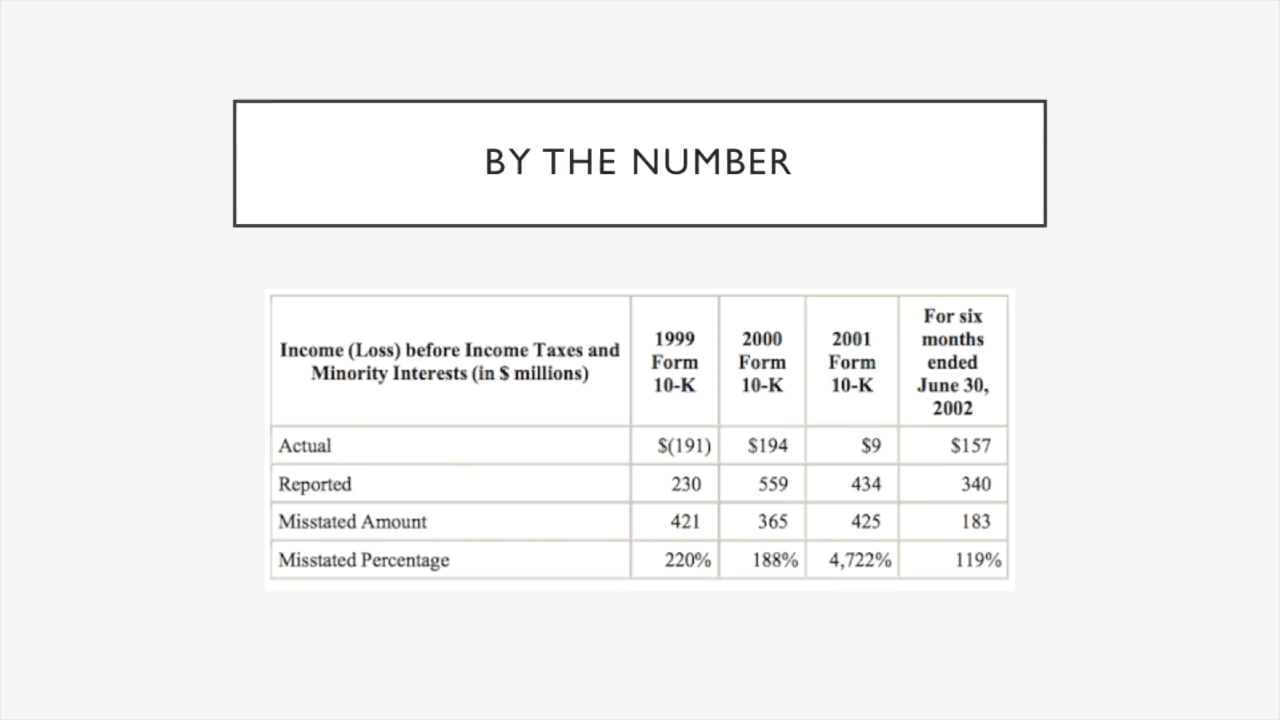 BY THE NUMBER
Income (Loss) before Income Taxes and
Minority Interests (in $ millions)
1999
Form
10-K
2000
Form
10-K
2001
Form
10-K
For six
months
ended
June 30,
2002
Actual $(191) $194 $9 $157
Reported 230 559 434 340
Misstated Amount 421 365 425 183
Misstated Percentage 220% 188% 4,722% 119%